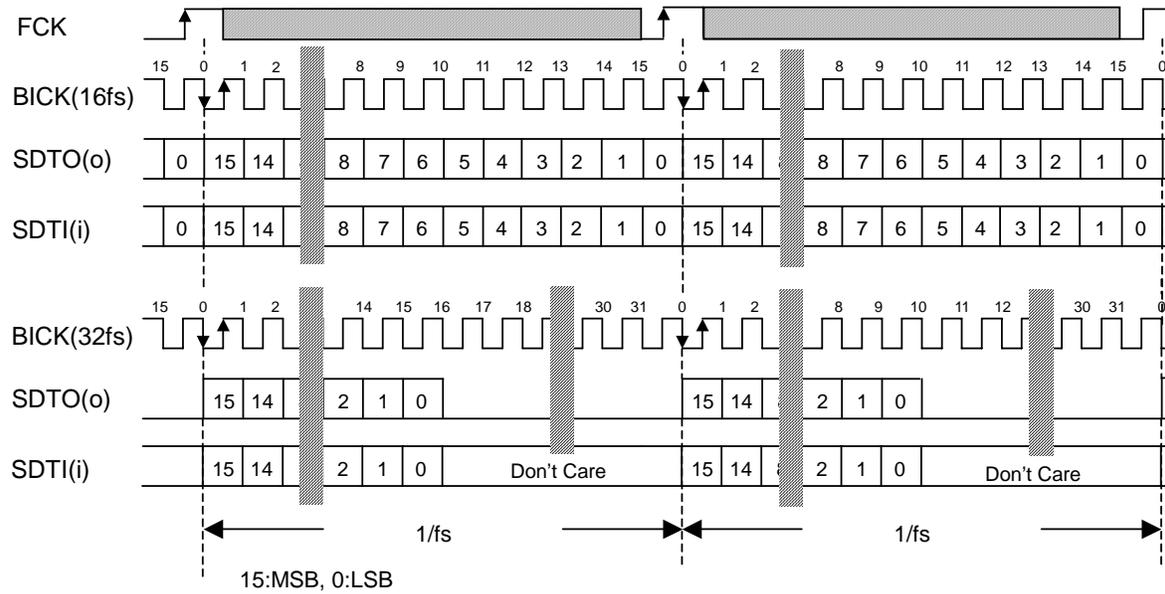 FCK
15 0 1 2 8 9 10 11 12 13 14 15 0 1 2 8 9 10 11 12 13 14 15 0
BICK(16fs)
SDTO(o) 0 15 14 8 7 6 5 4 3 2 1 0 15 14 8 7 6 5 4 3 2 1 0
SDTI(i) 0 15 14 8 7 6 5 4 3 2 1 0 15 14 8 7 6 5 4 3 2 1 0
15 0 1 2 14 15 16 17 18 30 31 0 1 2 8 9 10 11 12 30 31 0
BICK(32fs)
SDTO(o) 15 14 2 1 0 15 14 2 1 0
SDTI(i) 15 14 2 1 0 Don't Care 15 14 2 1 0 Don't Care
1/fs 1/fs
15:MSB, 0:LSB